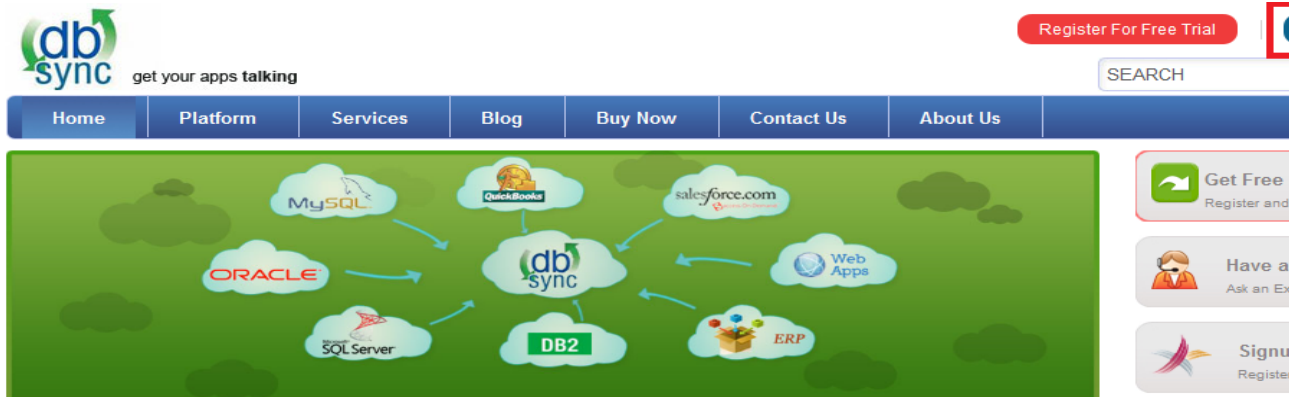 db
sync
get your apps talking
Register For Free Trial
SEARCH
Home
Platform
Services
Blog
Buy Now
Contact Us
About Us
MySQL
QuickBooks
salesforce.com
ORACLE
db
sync
Web
Apps
Microsoft
SQL Server
DB2
ERP
Get Free
Register and
Have a
Ask an Ex
Signu
Register